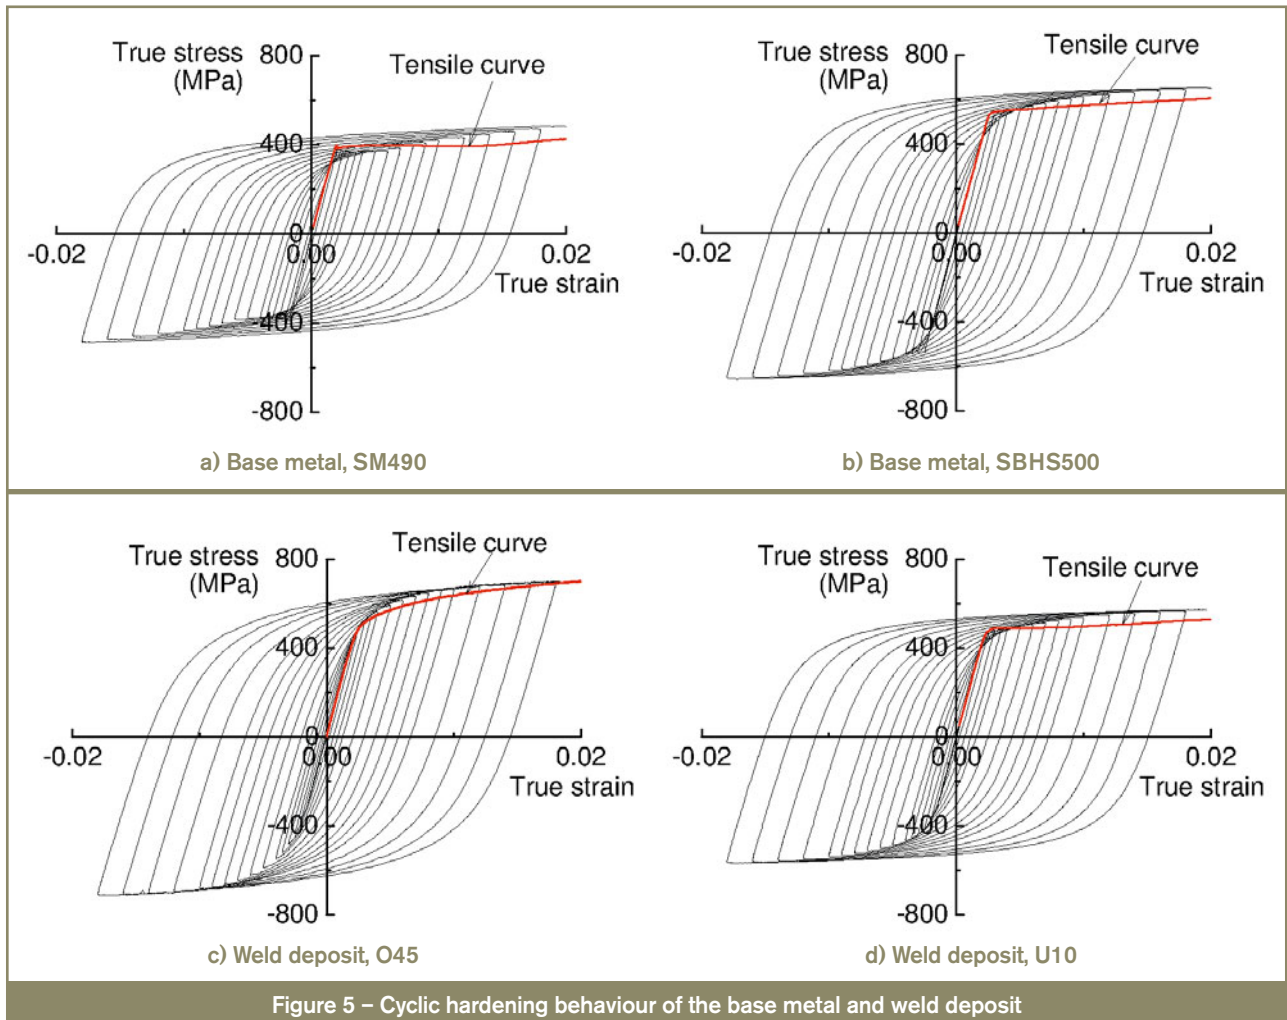 True stress
(MPa)
800
Tensile curve
400
0
-0.02
0.00
0.02
True strain
-400
-800
a) Base metal, SM490
True stress
(MPa)
800
Tensile curve
400
0
-0.02
0.00
0.02
True strain
-400
-800
b) Base metal, SBHS500
True stress
(MPa)
800
Tensile curve
400
0
-0.02
0.00
0.02
True strain
-400
-800
c) Weld deposit, O45
True stress
(MPa)
800
Tensile curve
400
0
-0.02
0.00
0.02
True strain
-400
-800
d) Weld deposit, U10
Figure 5 – Cyclic hardening behaviour of the base metal and weld deposit